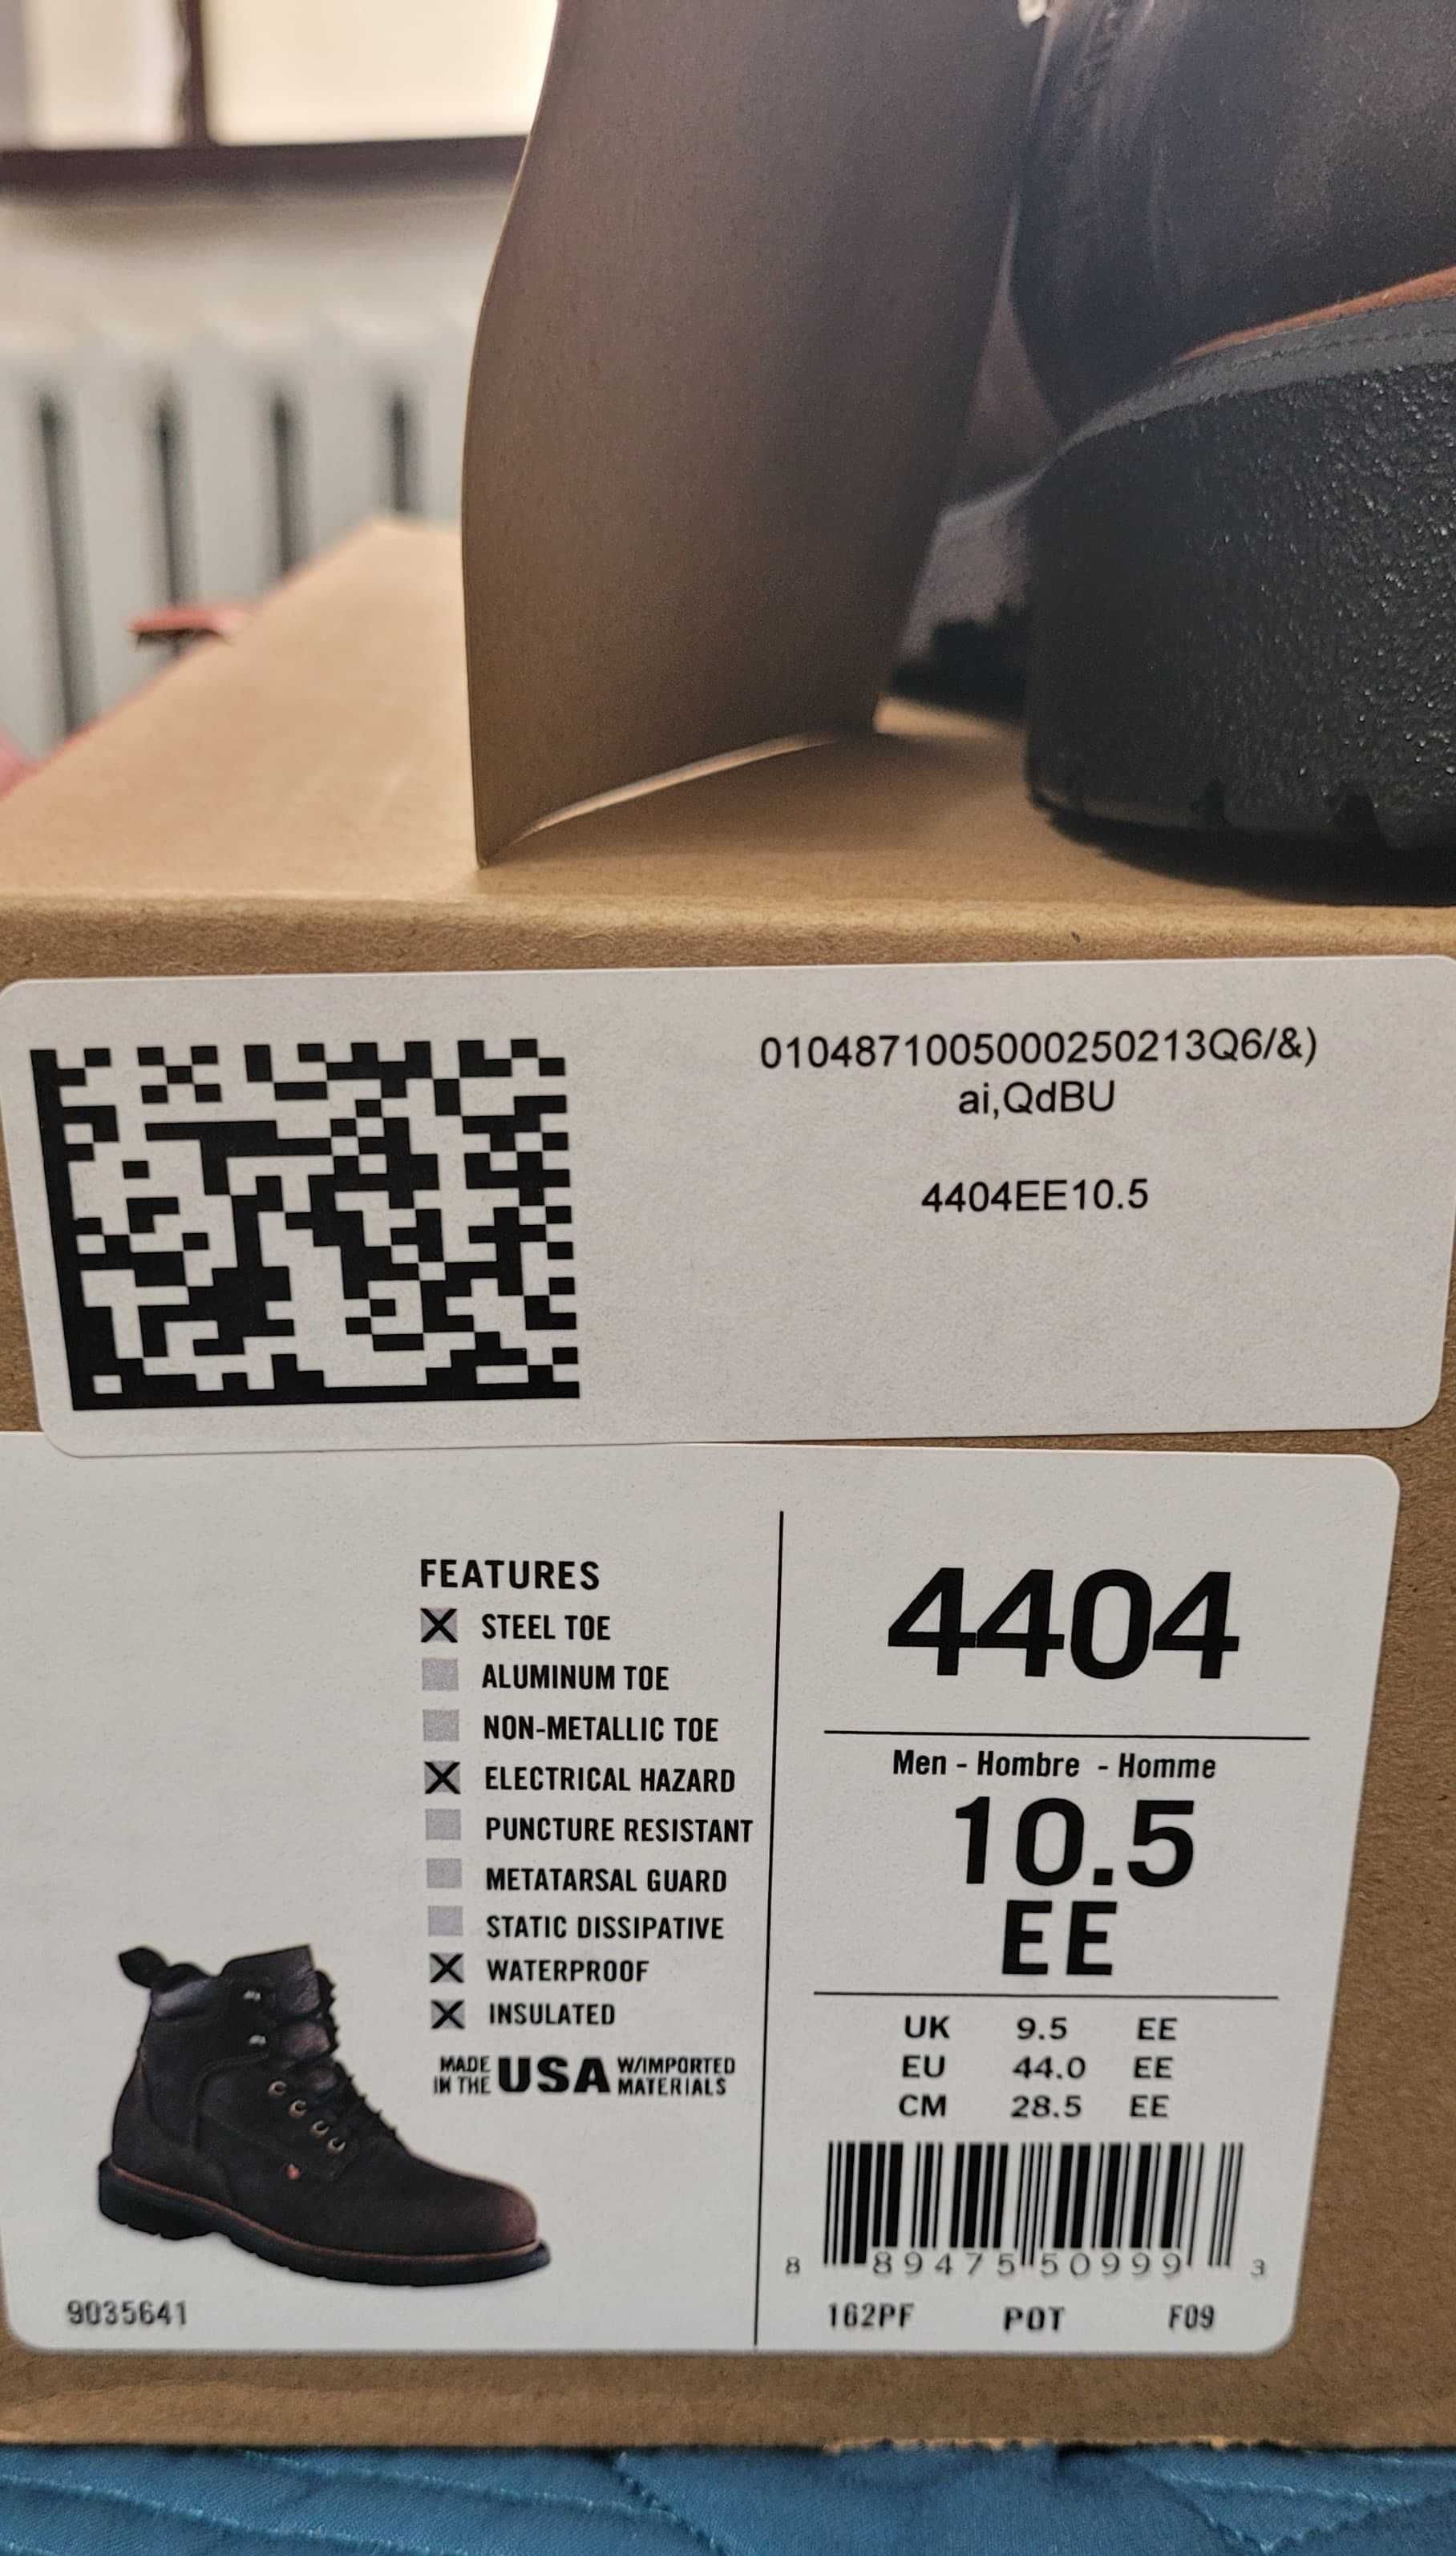 0104871005000250213Q6/&)
ai,QdBU
4404EE10.5
FEATURES
STEEL TOE
ALUMINUM TOE
NON-METALLIC TOE
ELECTRICAL HAZARD
PUNCTURE RESISTANT
METATARSAL GUARD
STATIC DISSIPATIVE
WATERPROOF
INSULATED
MADE IN THE USA W/IMPORTED MATERIALS
9035641
4404
Men - Hombre - Homme
10.5
EE
UK 9.5 EE
EU 44.0 EE
CM 28.5 EE
8 89475 50999 3
162PF POT F09